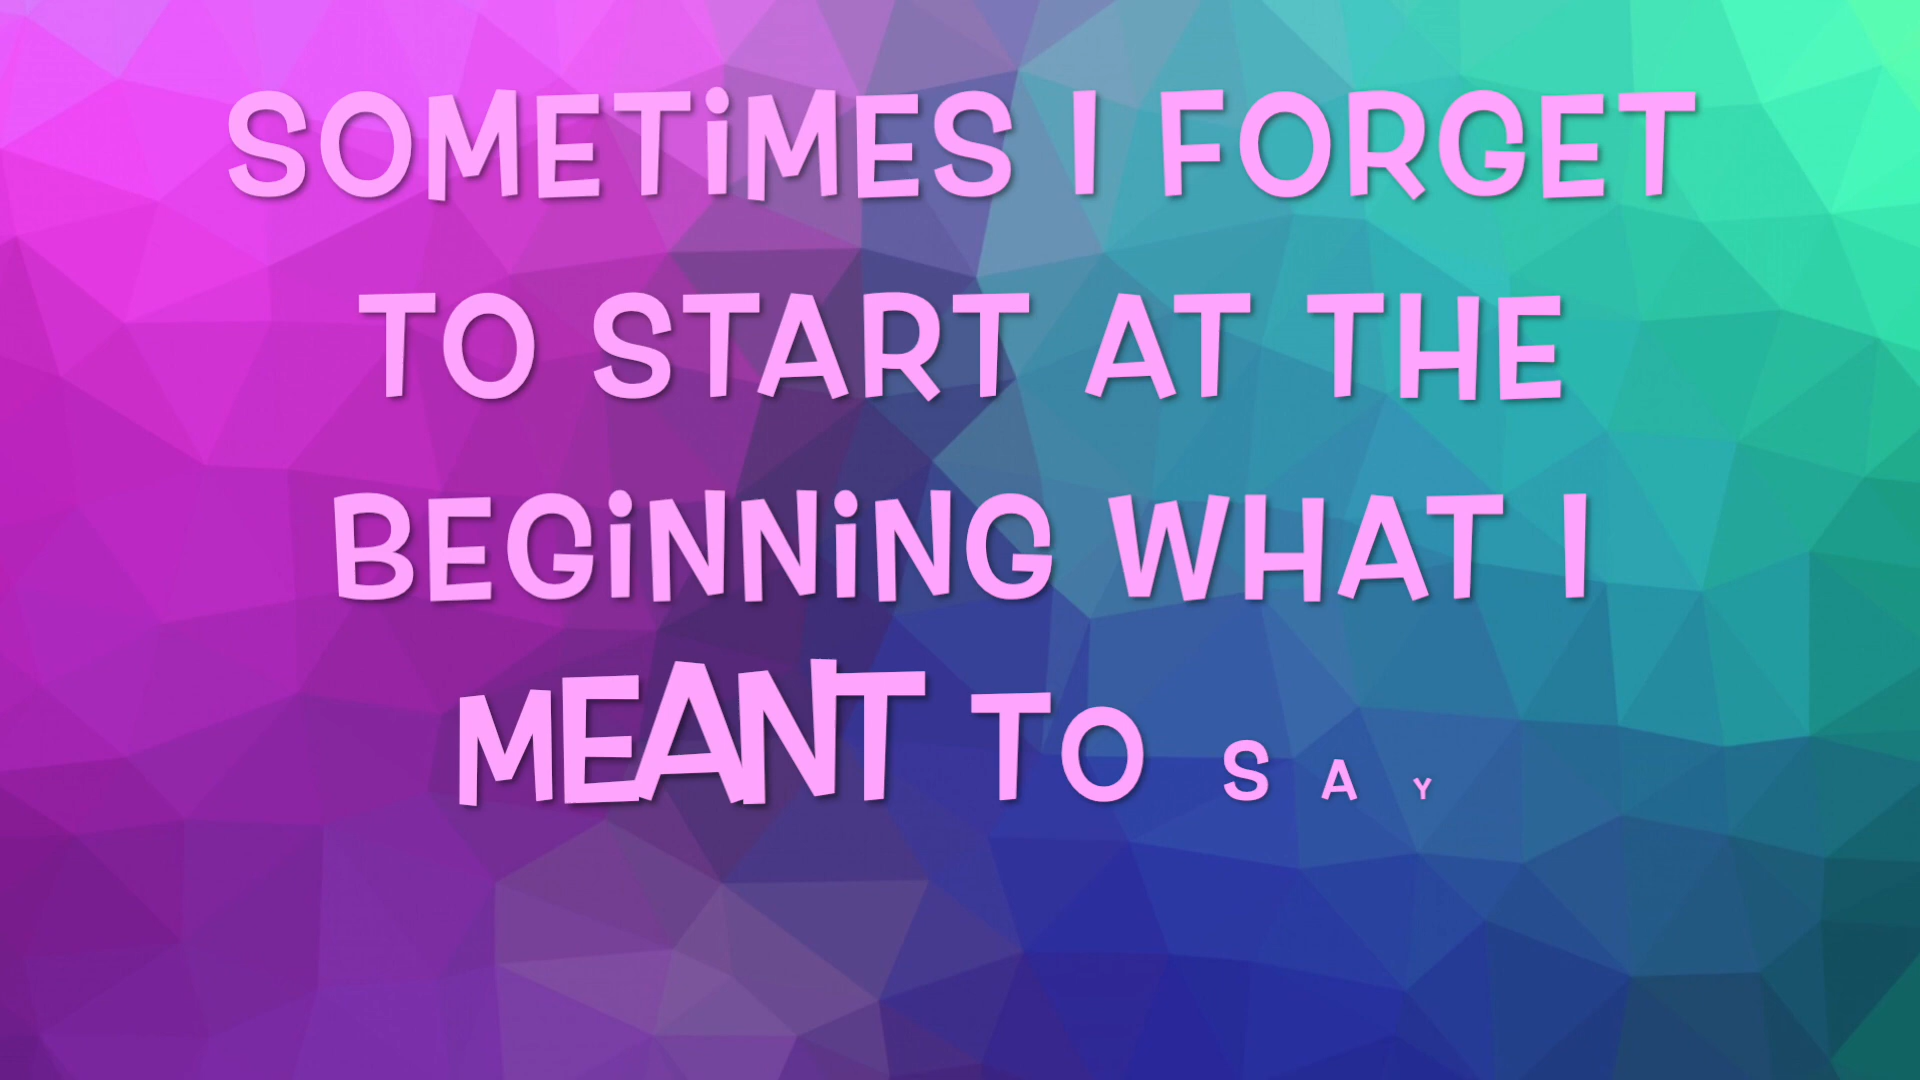 SOMETiMES I FORGET
TO START AT THE
BEGiNNiNG WHAT I
MEANT TO SAY